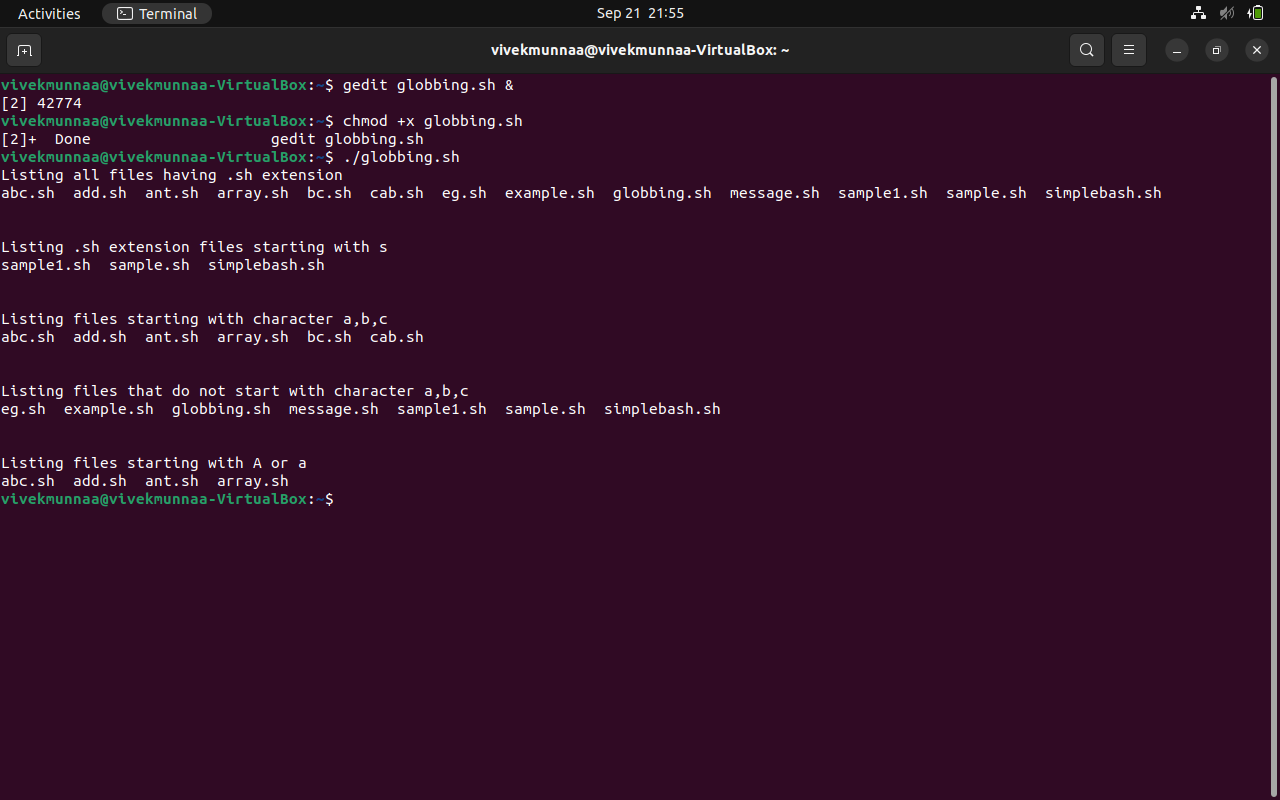 Activities Terminal Sep 21 21:55
vivekmunnaa@vivekmunnaa-VirtualBox: ~
vivekmunnaa@vivekmunnaa-VirtualBox:~$ gedit globbing.sh &
[2] 42774
vivekmunnaa@vivekmunnaa-VirtualBox:~$ chmod +x globbing.sh
[2]+  Done                    gedit globbing.sh
vivekmunnaa@vivekmunnaa-VirtualBox:~$ ./globbing.sh
Listing all files having .sh extension
abc.sh  add.sh  ant.sh  array.sh  bc.sh  cab.sh  eg.sh  example.sh  globbing.sh  message.sh  sample1.sh  sample.sh  simplebash.sh
Listing .sh extension files starting with s
sample1.sh  sample.sh  simplebash.sh
Listing files starting with character a,b,c
abc.sh  add.sh  ant.sh  array.sh  bc.sh  cab.sh
Listing files that do not start with character a,b,c
eg.sh  example.sh  globbing.sh  message.sh  sample1.sh  sample.sh  simplebash.sh
Listing files starting with A or a
abc.sh  add.sh  ant.sh  array.sh
vivekmunnaa@vivekmunnaa-VirtualBox:~$